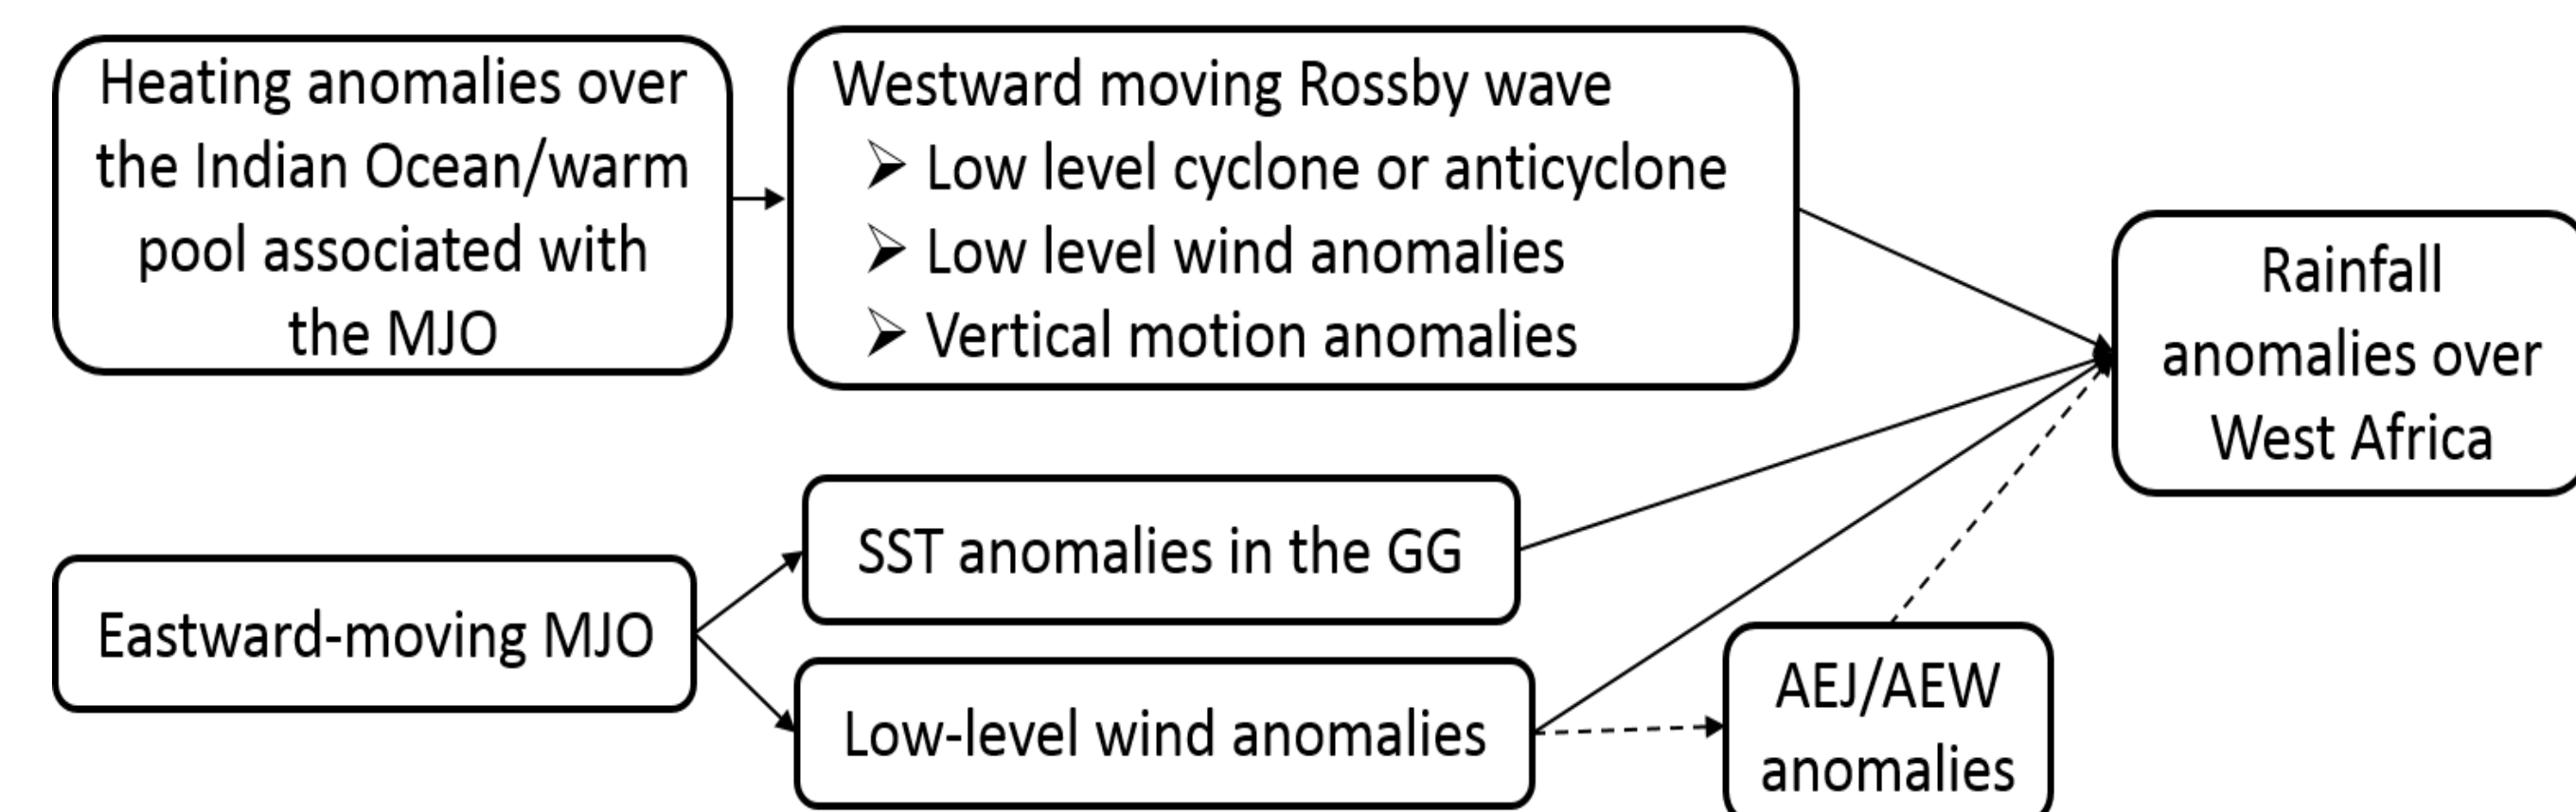 Heating anomalies over
the Indian Ocean/warm
pool associated with
the MJO
Westward moving Rossby wave
Low level cyclone or anticyclone
Low level wind anomalies
Vertical motion anomalies
Rainfall
anomalies over
West Africa
SST anomalies in the GG
Eastward-moving MJO
Low-level wind anomalies
AEJ/AEW
anomalies